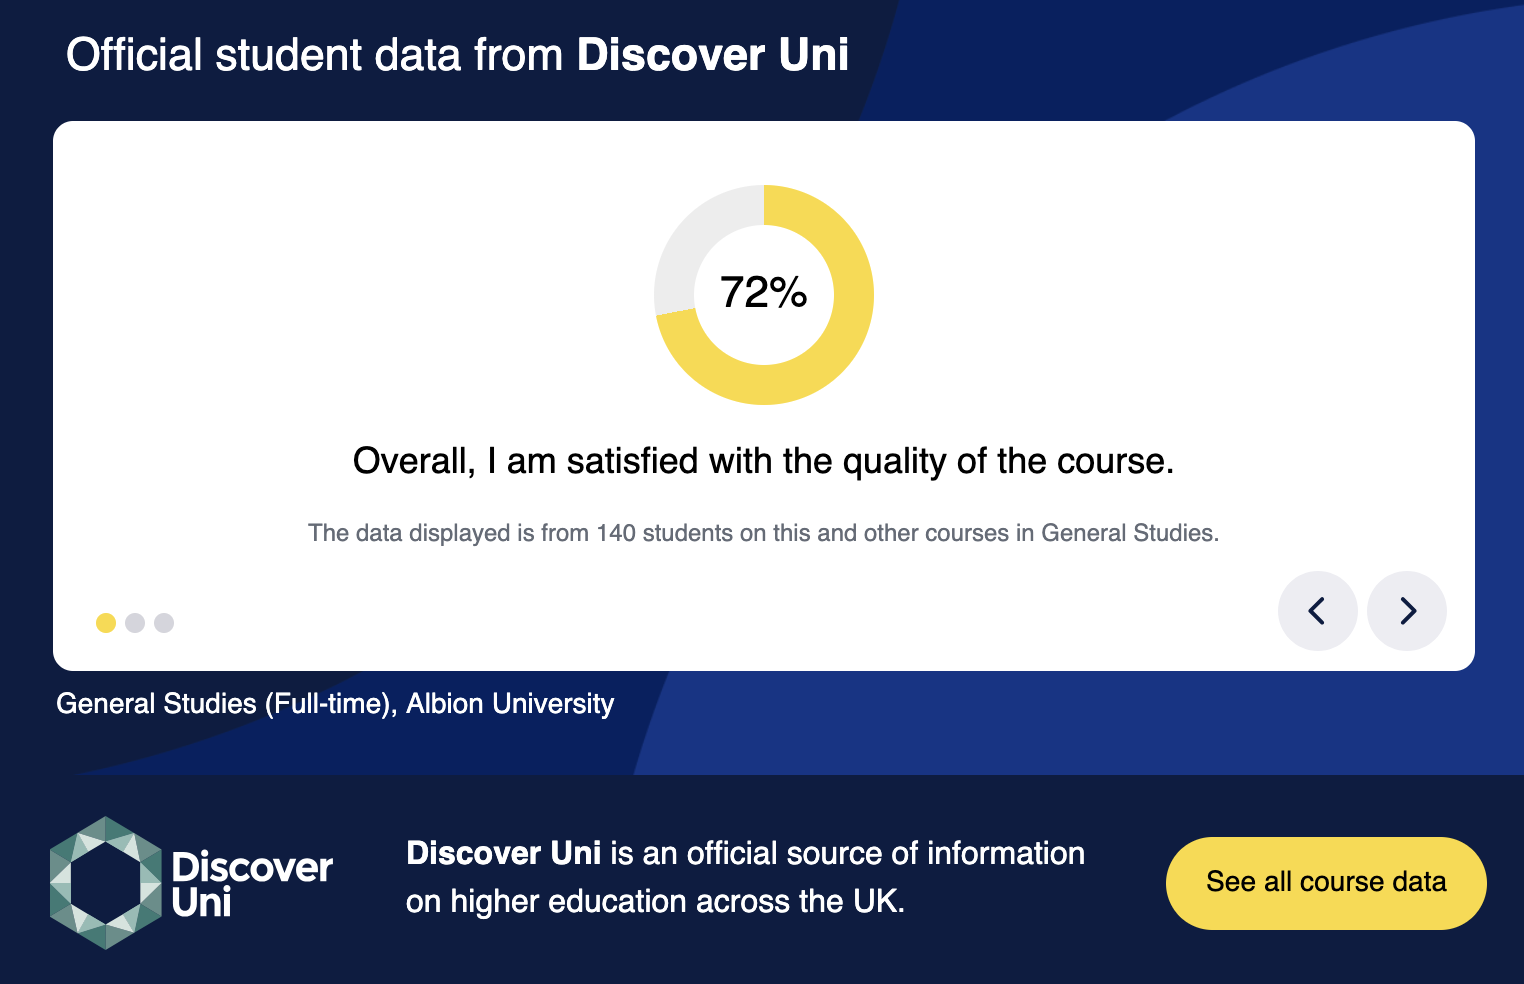 Official student data from Discover Uni
72%
Overall, I am satisfied with the quality of the course.
The data displayed is from 140 students on this and other courses in General Studies.
General Studies (Full-time), Albion University
Discover
Uni
Discover Uni is an official source of information
on higher education across the UK.
See all course data